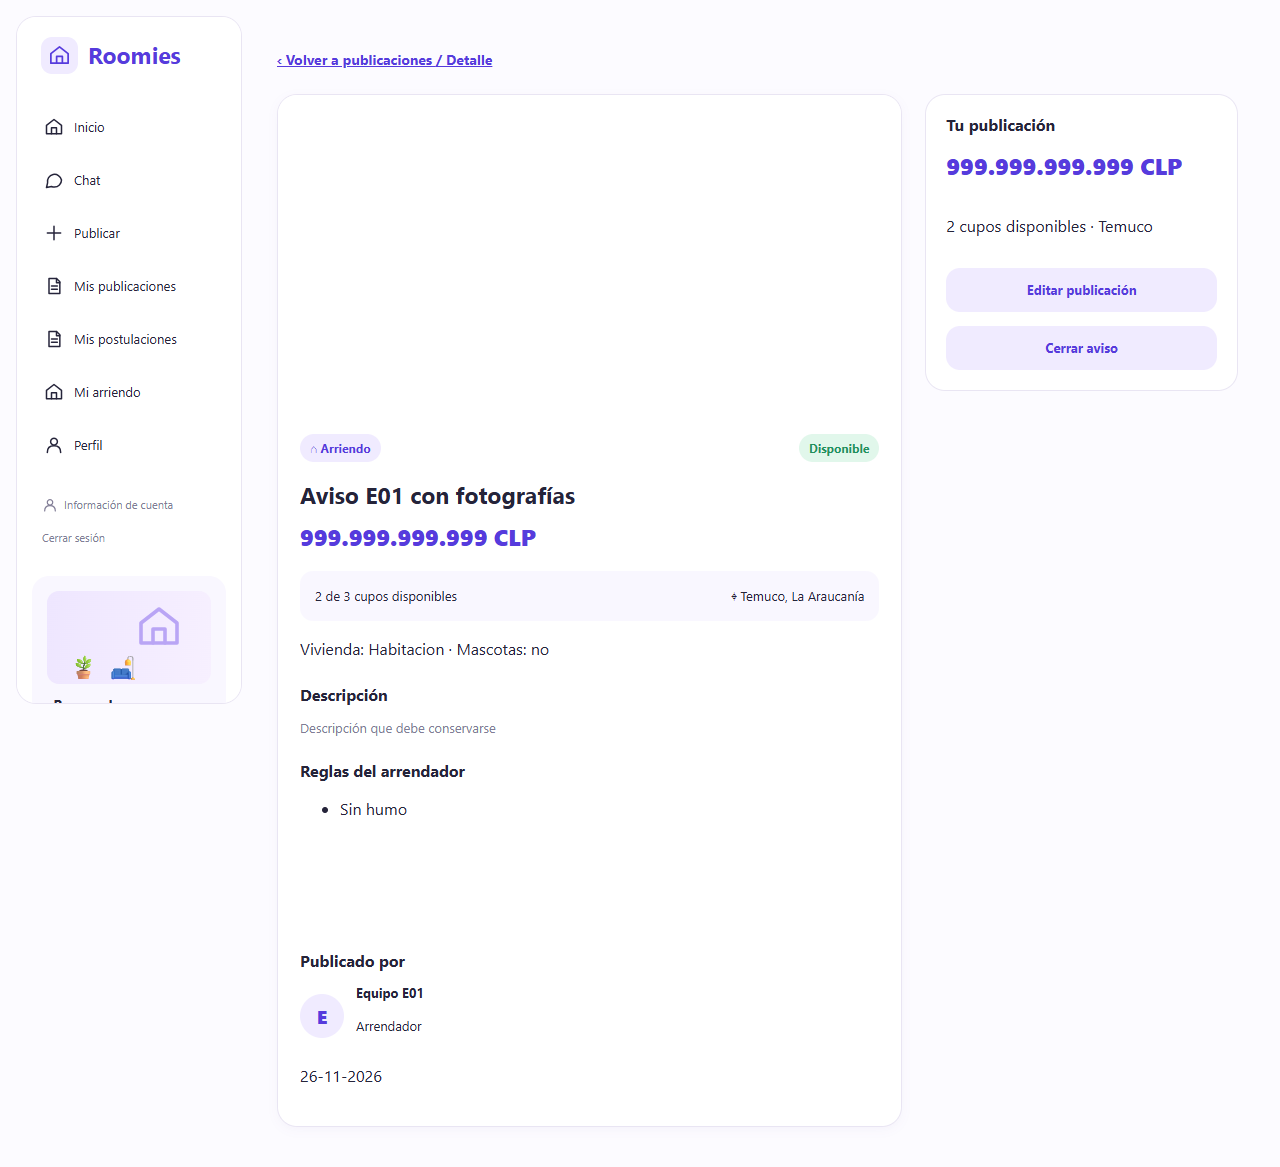 Roomies
Inicio
Chat
Publicar
Mis publicaciones
Mis postulaciones
Mi arriendo
Perfil
Información de cuenta
Cerrar sesión
‹ Volver a publicaciones / Detalle
Arriendo
Disponible
Aviso E01 con fotografías
999.999.999.999 CLP
2 de 3 cupos disponibles
Temuco, La Araucanía
Vivienda: Habitacion · Mascotas: no
Descripción
Descripción que debe conservarse
Reglas del arrendador
• Sin humo
Publicado por
E
Equipo E01
Arrendador
26-11-2026
Tu publicación
999.999.999.999 CLP
2 cupos disponibles · Temuco
Editar publicación
Cerrar aviso